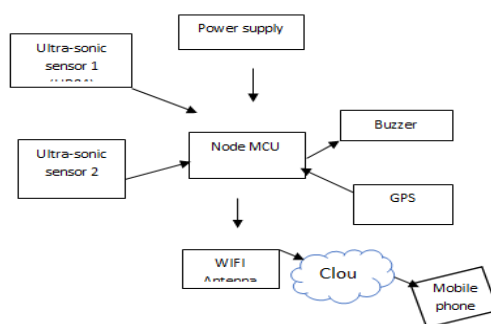 Power supply
Ultra-sonic
sensor 1
Buzzer
Node MCU
Ultra-sonic
sensor 2
GPS
WIFI
Antenna
Clou
Mobile
phone